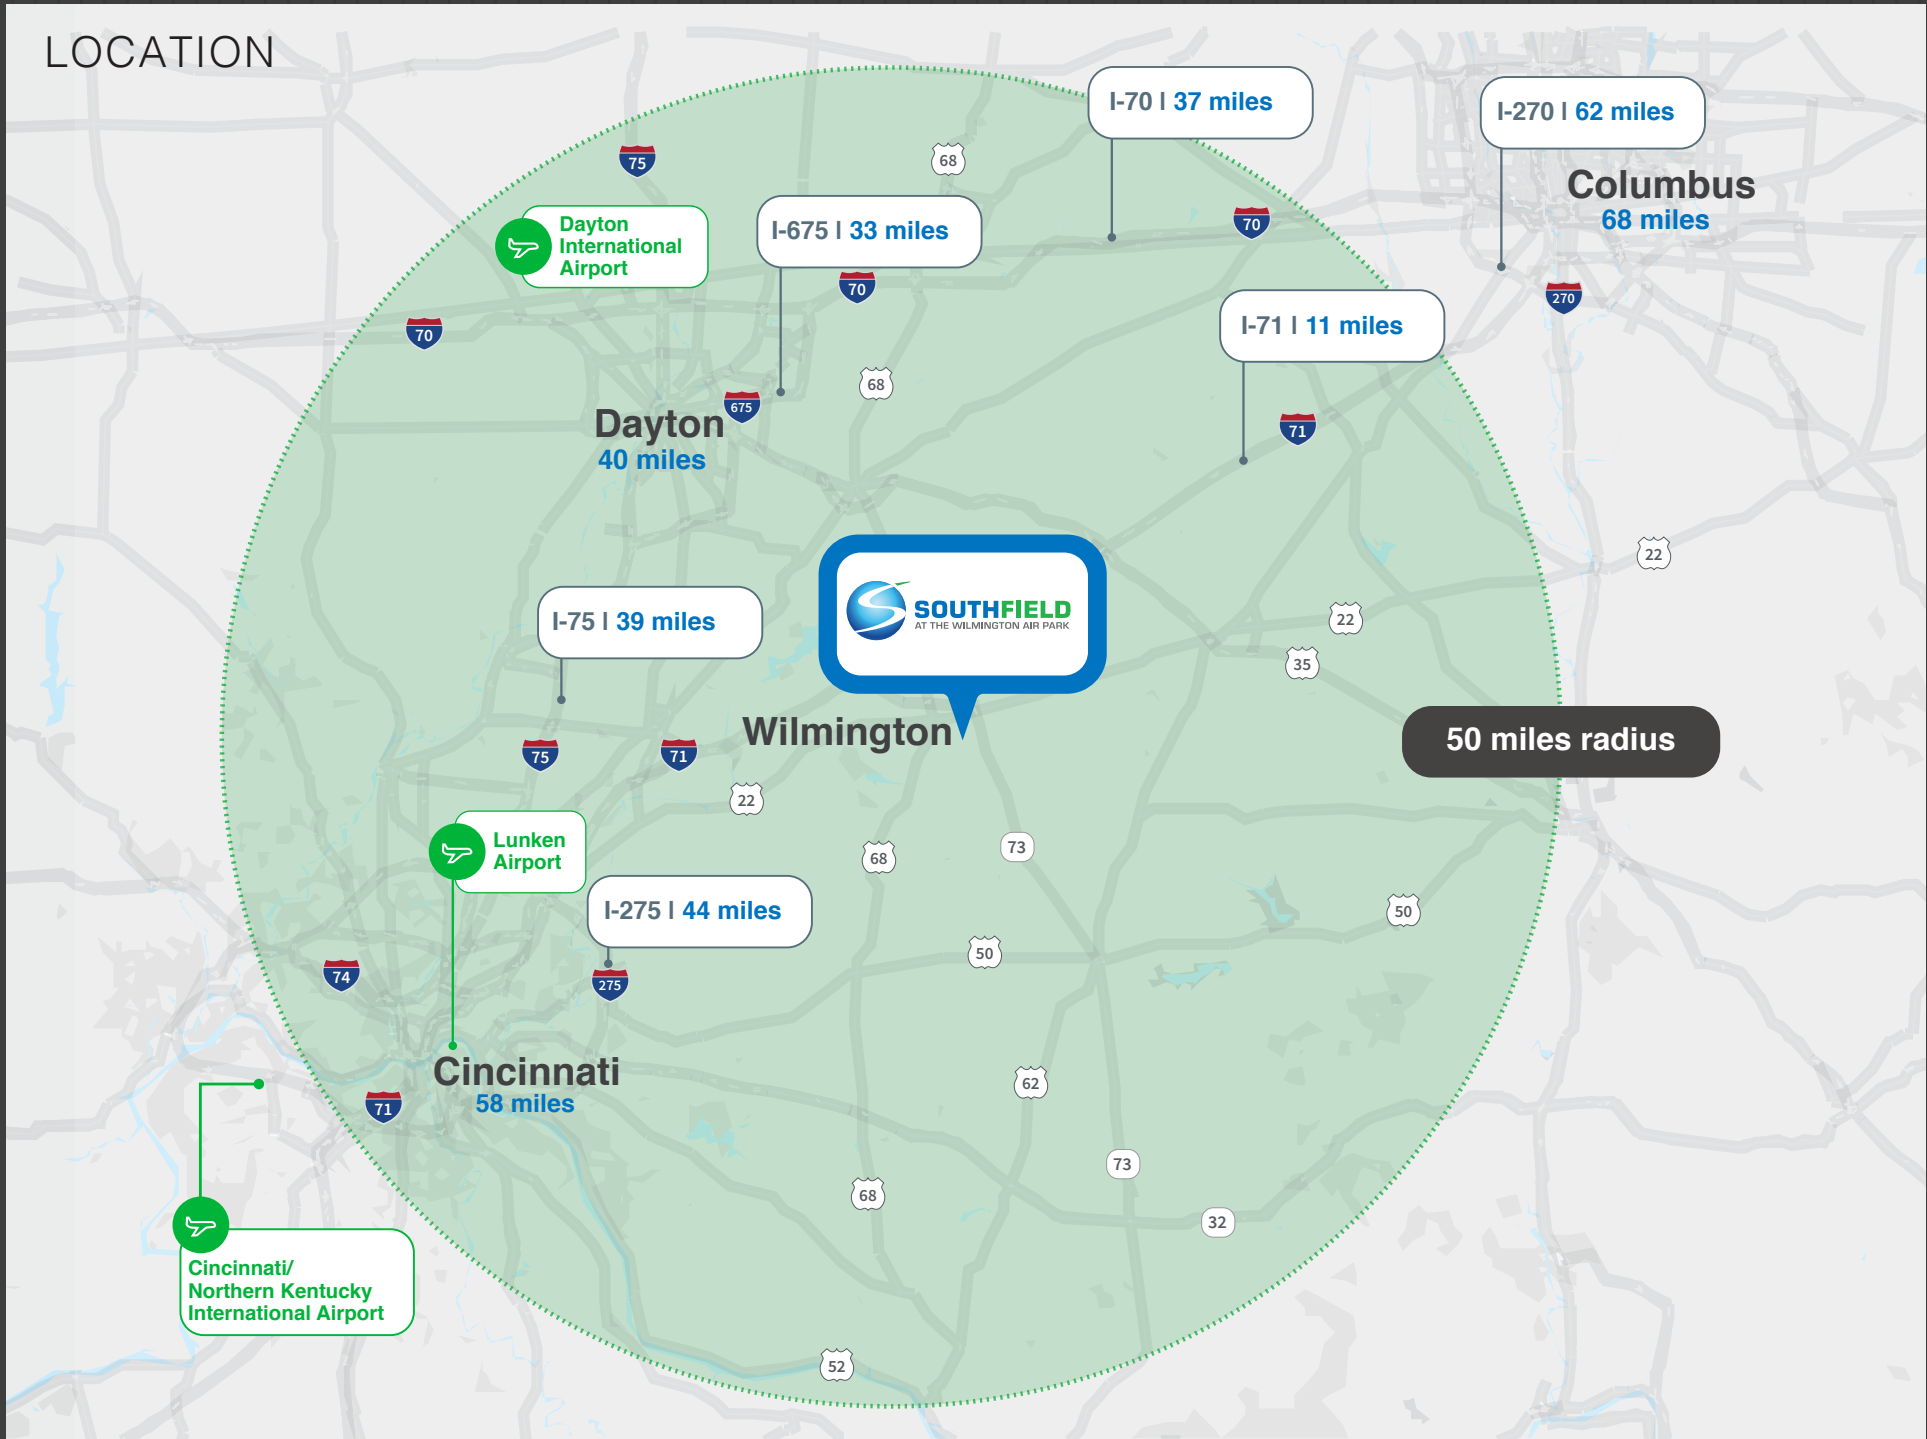 LOCATION
I-70 | 37 miles
I-270 | 62 miles
75
68
Columbus
68 miles
Dayton
International
Airport
I-675 | 33 miles
70
70
270
70
I-71 | 11 miles
68
675
Dayton
40 miles
71
22
SOUTHFIELD
AT THE WILMINGTON AIR PARK
I-75 | 39 miles
22
35
Wilmington
50 miles radius
75
71
22
Lunken
Airport
68
73
I-275 | 44 miles
50
50
74
275
Cincinnati
58 miles
62
71
73
68
32
Cincinnati/
Northern Kentucky
International Airport
52